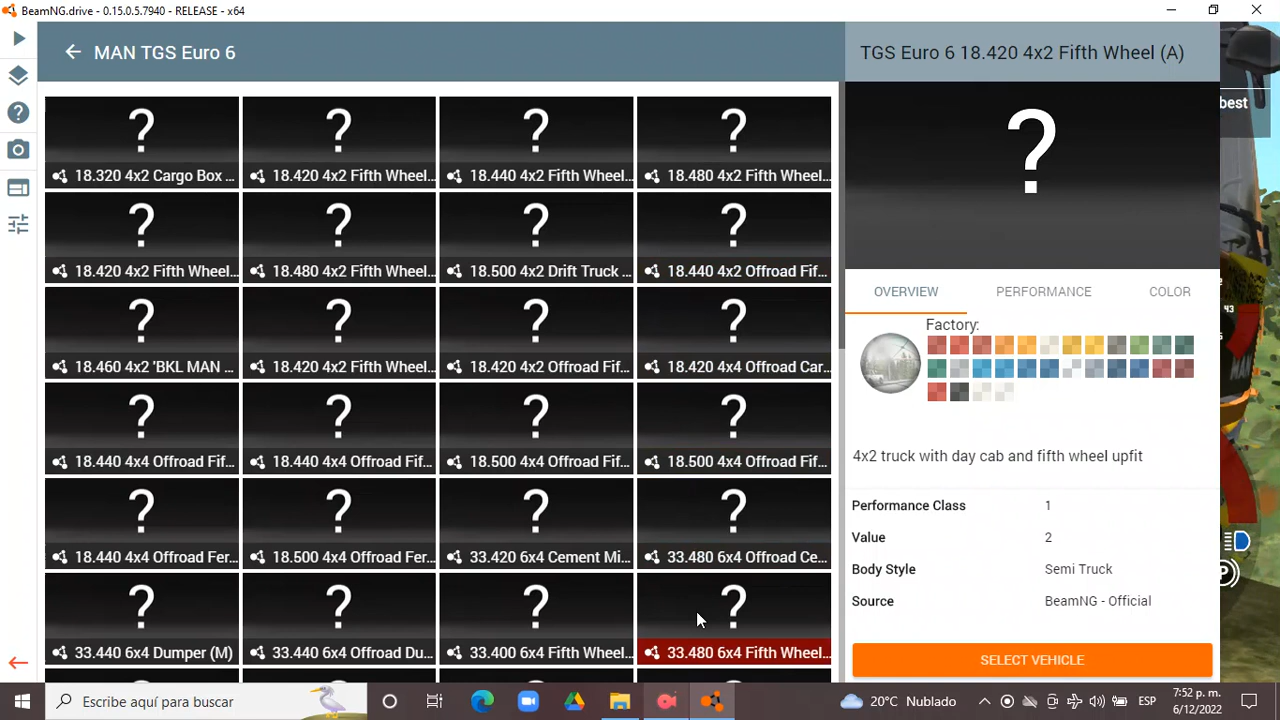 BeamNG.drive - 0.15.0.5.7940 - RELEASE - x64
MAN TGS Euro 6
TGS Euro 6 18.420 4x2 Fifth Wheel (A)
best
18.320 4x2 Cargo Box ...
18.420 4x2 Fifth Wheel...
18.440 4x2 Fifth Wheel...
18.480 4x2 Fifth Wheel...
18.420 4x2 Fifth Wheel...
18.480 4x2 Fifth Wheel...
18.500 4x2 Drift Truck ...
18.440 4x2 Offroad Fif...
18.460 4x2 'BKL MAN ...
18.420 4x2 Fifth Wheel...
18.420 4x2 Offroad Fif...
18.420 4x4 Offroad Car...
18.440 4x4 Offroad Fif...
18.440 4x4 Offroad Fif...
18.500 4x4 Offroad Fif...
18.500 4x4 Offroad Fif...
18.440 4x4 Offroad Fer...
18.500 4x4 Offroad Fer...
33.420 6x4 Cement Mi...
33.480 6x4 Offroad Ce...
33.440 6x4 Dumper (M)
33.440 6x4 Offroad Du...
33.400 6x4 Fifth Wheel...
33.480 6x4 Fifth Wheel...
?
OVERVIEW PERFORMANCE COLOR
Factory:
4x2 truck with day cab and fifth wheel upfit
Performance Class 1
Value 2
Body Style Semi Truck
Source BeamNG - Official
SELECT VEHICLE
43
MAN
P
Escribe aquí para buscar
20°C Nublado
ESP
7:52 p. m.
6/12/2022